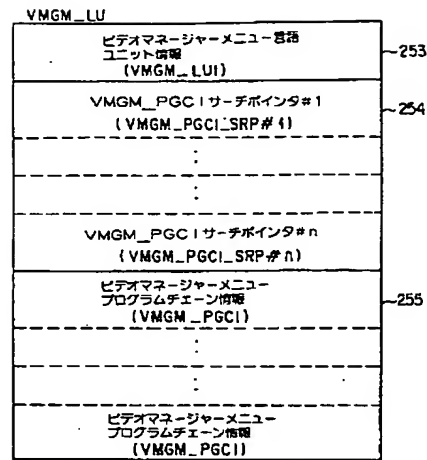 VMGM_LU
ビデオマネージャーメニュー言語
ユニット情報
(VMGM_LUI)
253
VMGM_PGCIサーチポインタ#1
(VMGM_PGCI_SRP#1)
254
:
:
VMGM_PGCIサーチポインタ#n
(VMGM_PGCI_SRP#n)
ビデオマネージャーメニュー
プログラムチェーン情報
(VMGM_PGCI)
255
:
:
ビデオマネージャーメニュー
プログラムチェーン情報
(VMGM_PGCI)